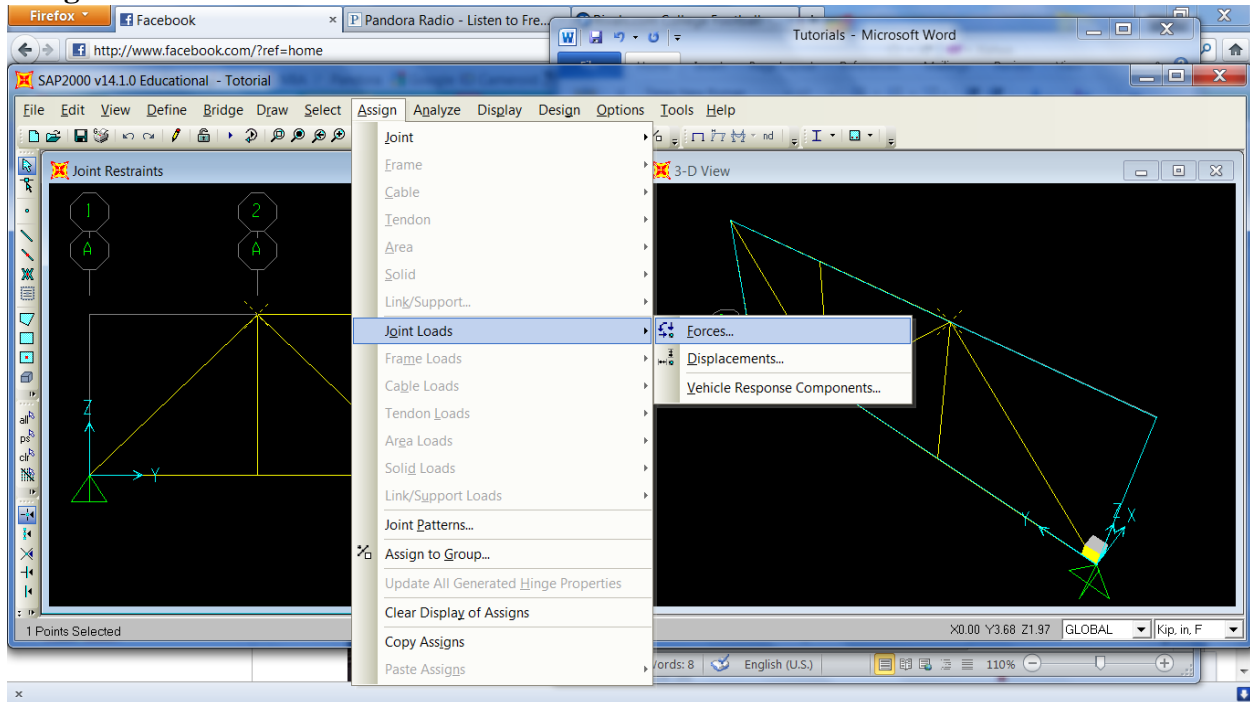 Firefox
Facebook
Pandora Radio - Listen to Fre...
Tutorials - Microsoft Word
http://www.facebook.com/?ref=home
SAP2000 v14.1.0 Educational - Totorial
File Edit View Define Bridge Draw Select Assign Analyze Display Design Options Tools Help
nd
Joint Restraints
3-D View
1
2
A
A
Z
Y
all
ps
clr
Joint
Frame
Cable
Tendon
Area
Solid
Link/Support...
Joint Loads
Frame Loads
Cable Loads
Tendon Loads
Area Loads
Solid Loads
Link/Support Loads
Joint Patterns...
Assign to Group...
Update All Generated Hinge Properties
Clear Display of Assigns
Copy Assigns
Paste Assigns
Forces...
Displacements...
Vehicle Response Components...
Y
Z
X
1 Points Selected
X0.00 Y3.68 Z1.97
GLOBAL
Kip, in, F
English (U.S.)
110%